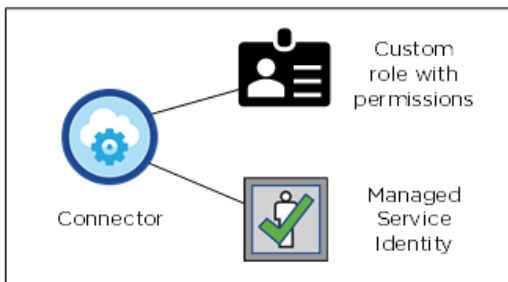 Custom
role with
permissions
Connector
Managed
Service
Identity